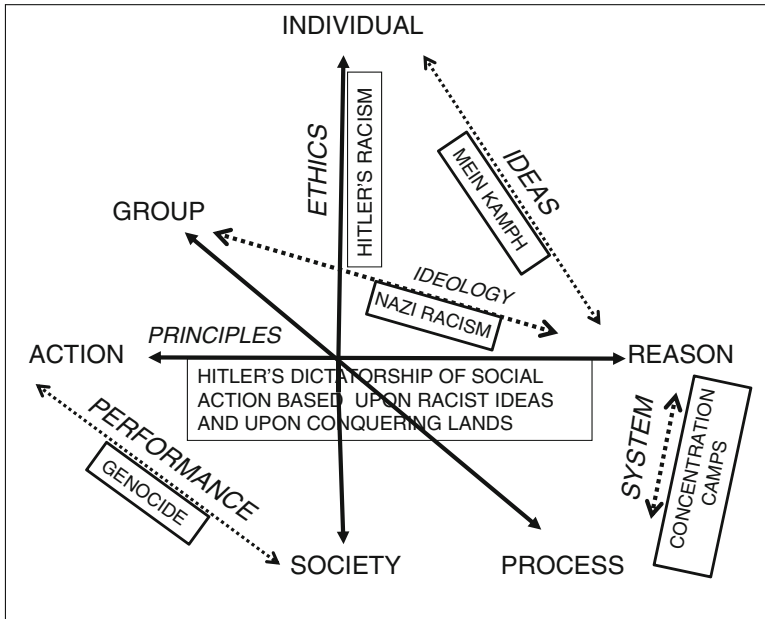 INDIVIDUAL
ETHICS
HITLER'S RACISM
IDEAS
MEIN KAMPH
GROUP
IDEOLOGY
NAZI RACISM
PRINCIPLES
ACTION
REASON
HITLER'S DICTATORSHIP OF SOCIAL
ACTION BASED UPON RACIST IDEAS
AND UPON CONQUERING LANDS
PERFORMANCE
GENOCIDE
SYSTEM
CONCENTRATION
CAMPS
SOCIETY
PROCESS